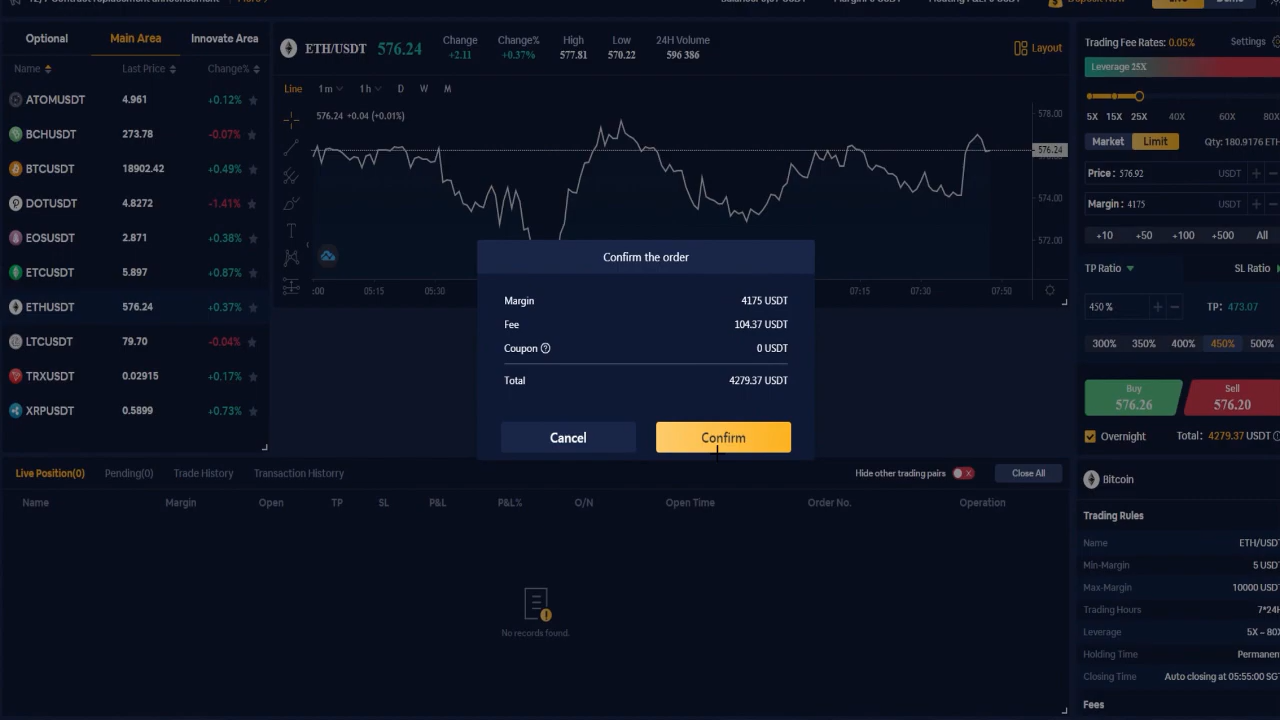 Optional Main Area Innovate Area
Name Last Price Change%
ATOMUSDT 4.961 +0.12%
BCHUSDT 273.78 -0.07%
BTCUSDT 18902.42 +0.49%
DOTUSDT 4.8272 -1.41%
EOSUSDT 2.871 +0.38%
ETCUSDT 5.897 +0.87%
ETHUSDT 576.24 +0.37%
LTCUSDT 79.70 -0.04%
TRXUSDT 0.02915 +0.17%
XRPUSDT 0.5899 +0.73%
ETH/USDT 576.24
Change Change% High Low 24H Volume
+2.11 +0.37% 577.81 570.22 596 386
Layout
Line 1m 1h D W M
576.24 +0.04 (+0.01%)
578.00
576.24
574.00
572.00
:00 05:15 05:30 07:15 07:30 07:50
Confirm the order
Margin 4175 USDT
Fee 104.37 USDT
Coupon 0 USDT
Total 4279.37 USDT
Cancel Confirm
Trading Fee Rates: 0.05% Settings
Leverage 25X
5X 15X 25X 40X 60X 80X
Market Limit Qty: 180.9176 ETH
Price : 576.92 USDT + −
Margin : 4175 USDT + −
+10 +50 +100 +500 All
TP Ratio SL Ratio
450 % + − TP: 473.07
300% 350% 400% 450% 500%
Buy Sell
576.26 576.20
Overnight Total: 4279.37 USDT
Live Position(0) Pending(0) Trade History Transaction Historry
Hide other trading pairs X Close All
Name Margin Open TP SL P&L P&L% O/N Open Time Order No. Operation
No records found.
Bitcoin
Trading Rules
Name ETH/USDT
Min-Margin 5 USDT
Max-Margin 10000 USDT
Trading Hours 7*24H
Leverage 5X – 80X
Holding Time Permanent
Closing Time Auto closing at 05:55:00 SGT
Fees